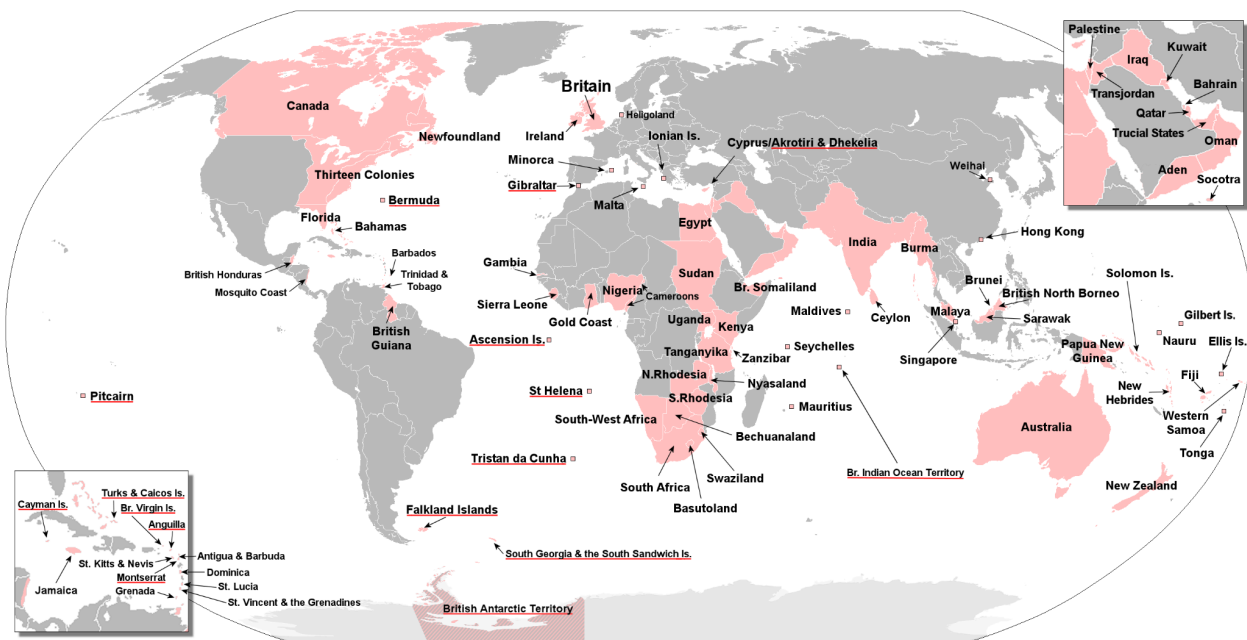 Palestine
Kuwait
Iraq
Transjordan
Bahrain
Qatar
Trucial States
Oman
Aden
Socotra
Britain
Heligoland
Canada
Newfoundland
Ireland
Ionian Is.
Cyprus/Akrotiri & Dhekelia
Minorca
Weihai
Thirteen Colonies
Gibraltar
Bermuda
Malta
Florida
Bahamas
Egypt
India
Burma
Hong Kong
British Honduras
Barbados
Mosquito Coast
Trinidad &
Tobago
Gambia
Sudan
Nigeria
Cameroons
Br. Somaliland
Brunei
Solomon Is.
British North Borneo
Sierra Leone
Gold Coast
Uganda
Kenya
Maldives
Ceylon
Malaya
Sarawak
Gilbert Is.
British
Guiana
Ascension Is.
Tanganyika
Zanzibar
Seychelles
Singapore
Papua New
Guinea
Nauru
Ellis Is.
N.Rhodesia
Nyasaland
Fiji
Pitcairn
St Helena
S.Rhodesia
Mauritius
New
Hebrides
Western
Samoa
South-West Africa
Bechuanaland
Australia
Tonga
Tristan da Cunha
Swaziland
Br. Indian Ocean Territory
South Africa
Basutoland
New Zealand
Falkland Islands
South Georgia & the South Sandwich Is.
British Antarctic Territory
Turks & Caicos Is.
Cayman Is.
Br. Virgin Is.
Anguilla
Antigua & Barbuda
St. Kitts & Nevis
Montserrat
Dominica
Jamaica
St. Lucia
Grenada
St. Vincent & the Grenadines